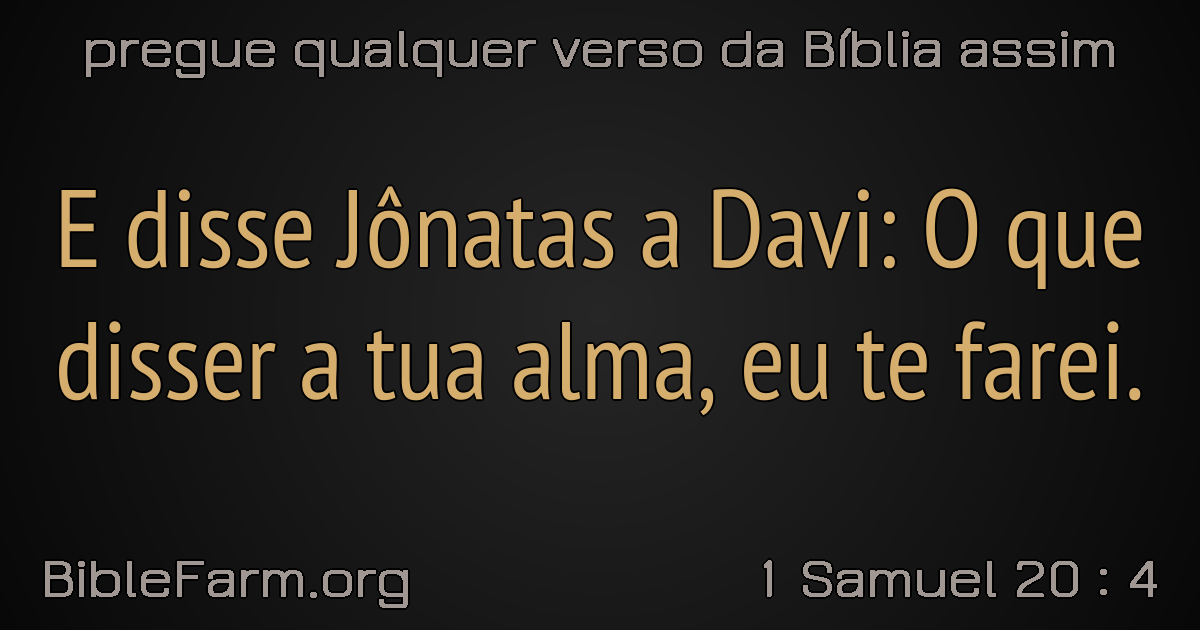 pregue qualquer verso da Bíblia assim
E disse Jônatas a Davi: O que
disser a tua alma, eu te farei.
BibleFarm.org
1 Samuel 20 : 4